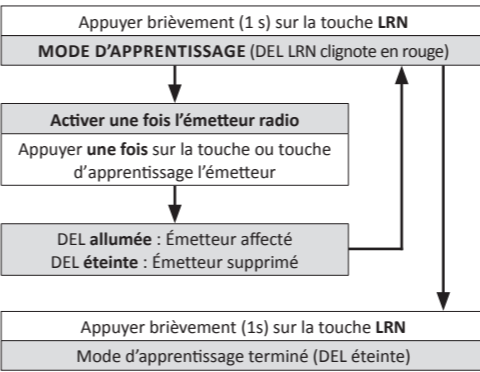 Appuyer brièvement (1 s) sur la touche LRN
MODE D'APPRENTISSAGE (DEL LRN clignote en rouge)
Activer une fois l'émetteur radio
Appuyer une fois sur la touche ou touche
d'apprentissage l'émetteur
DEL allumée : Émetteur affecté
DEL éteinte : Émetteur supprimé
Appuyer brièvement (1s) sur la touche LRN
Mode d'apprentissage terminé (DEL éteinte)